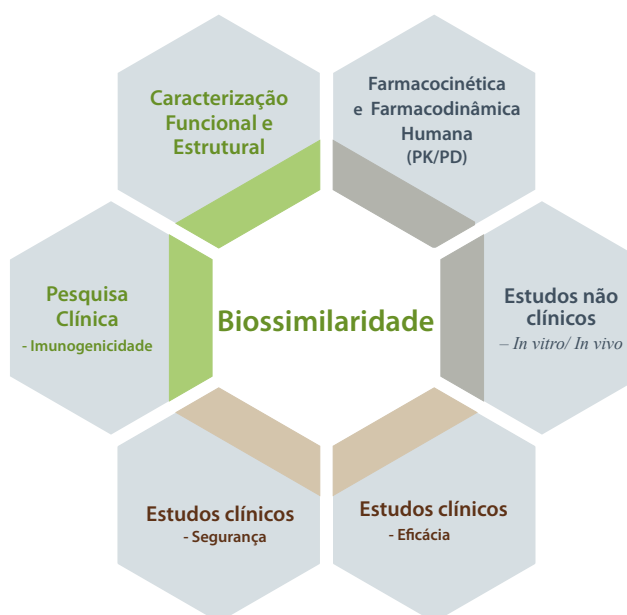 Caracterização
Funcional e
Estrutural
Farmacocinética
e Farmacodinâmica
Humana
(PK/PD)
Pesquisa
Clínica
- Imunogenicidade
Biossimilaridade
Estudos não
clínicos
– In vitro/ In vivo
Estudos clínicos
- Segurança
Estudos clínicos
- Eficácia